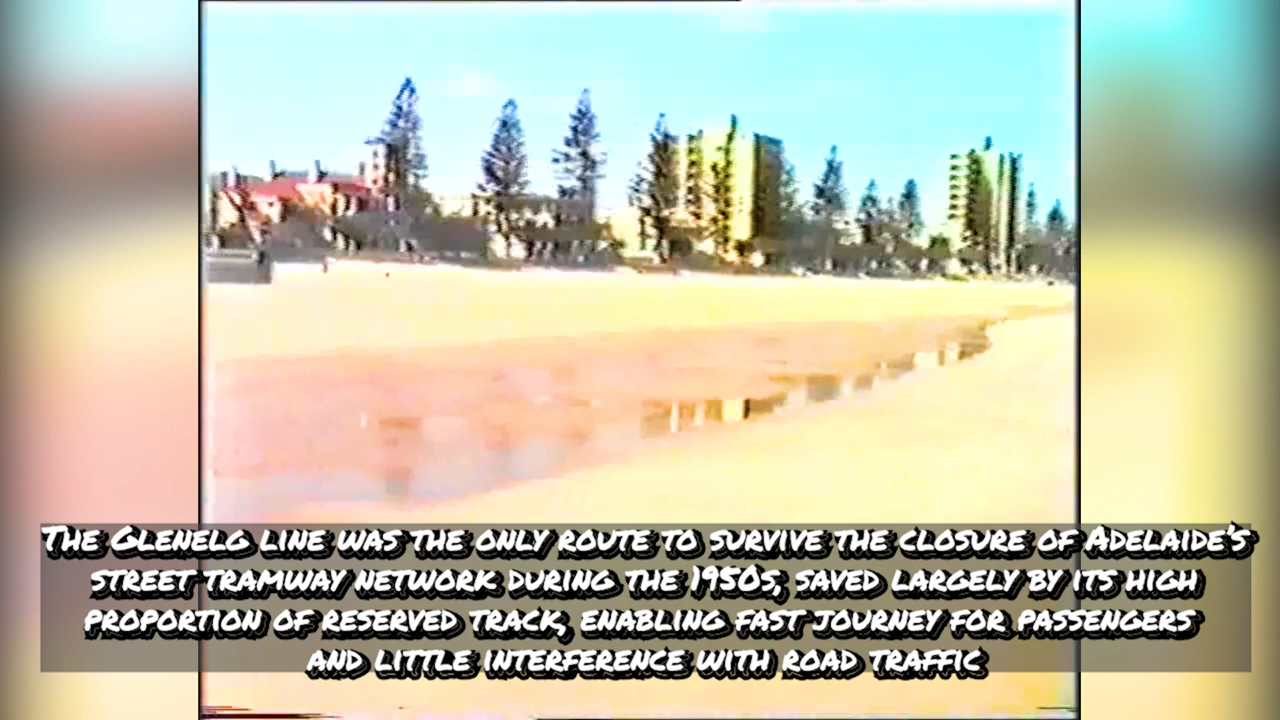 The Glenelg line was the only route to survive the closure of Adelaide's
street tramway network during the 1950s, saved largely by its high
proportion of reserved track, enabling fast journey for passengers
and little interference with road traffic